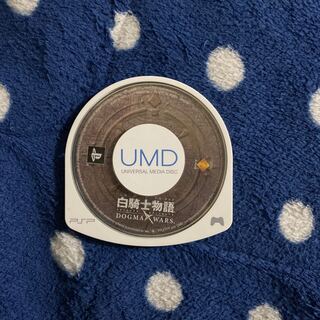 UMD
UNIVERSAL MEDIA DISC
白騎士物語
DOGMA WARS
PSP